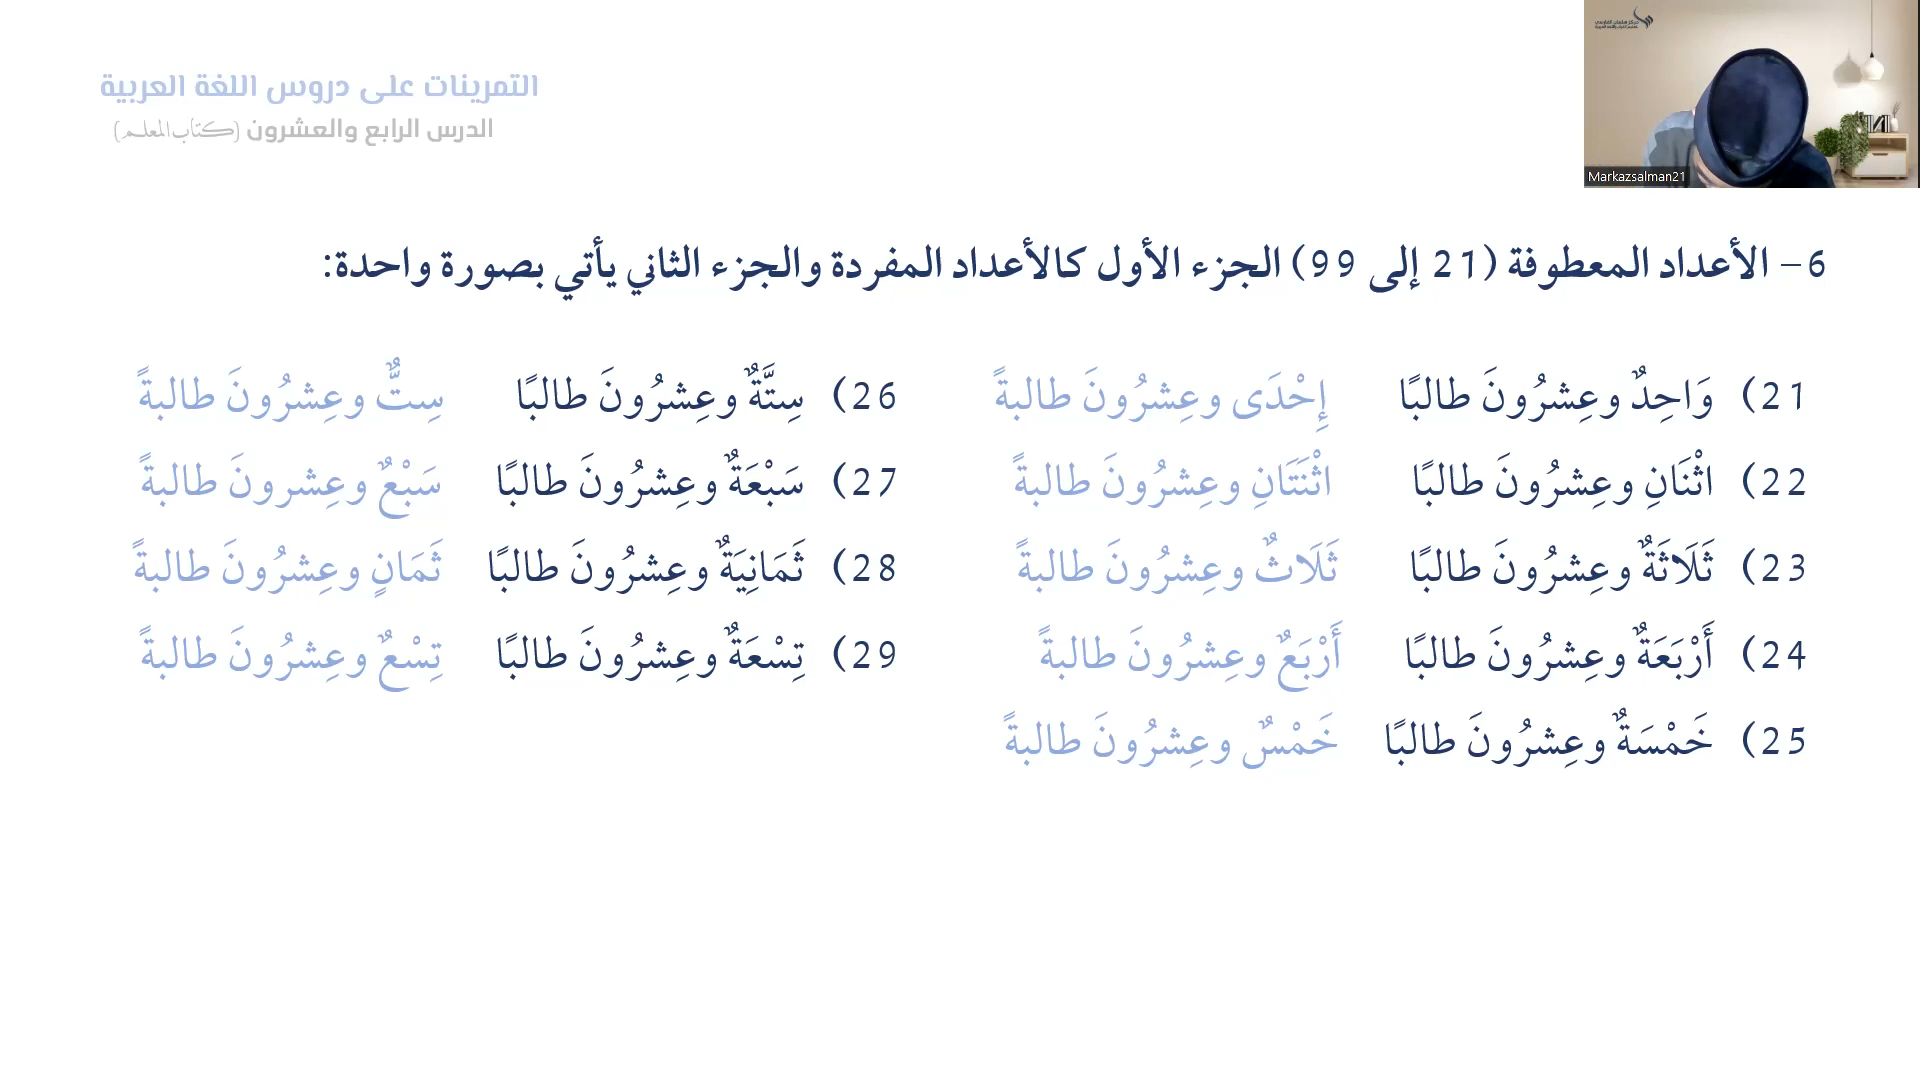 التمرينات على دروس اللغة العربية
الدرس الرابع والعشرون (كتاب المعلم)
مركز سلمان الفارسي
Markazsalman21
6– الأعداد المعطوفة (21 إلى 99) الجزء الأول كالأعداد المفردة والجزء الثاني يأتي بصورة واحدة:
21) وَاحِدٌ وعِشرُونَ طالبًا إِحْدَى وعِشرُونَ طالبةً
22) اثْنَانِ وعِشرُونَ طالبًا اثْنَتَانِ وعِشرُونَ طالبةً
23) ثَلَاثَةٌ وعِشرُونَ طالبًا ثَلَاثٌ وعِشرُونَ طالبةً
24) أَرْبَعَةٌ وعِشرُونَ طالبًا أَرْبَعٌ وعِشرُونَ طالبةً
25) خَمْسَةٌ وعِشرُونَ طالبًا خَمْسٌ وعِشرُونَ طالبةً
26) سِتَّةٌ وعِشرُونَ طالبًا سِتٌّ وعِشرُونَ طالبةً
27) سَبْعَةٌ وعِشرُونَ طالبًا سَبْعٌ وعِشرونَ طالبةً
28) ثَمَانِيَةٌ وعِشرُونَ طالبًا ثَمَانٍ وعِشرُونَ طالبةً
29) تِسْعَةٌ وعِشرُونَ طالبًا تِسْعٌ وعِشرُونَ طالبةً